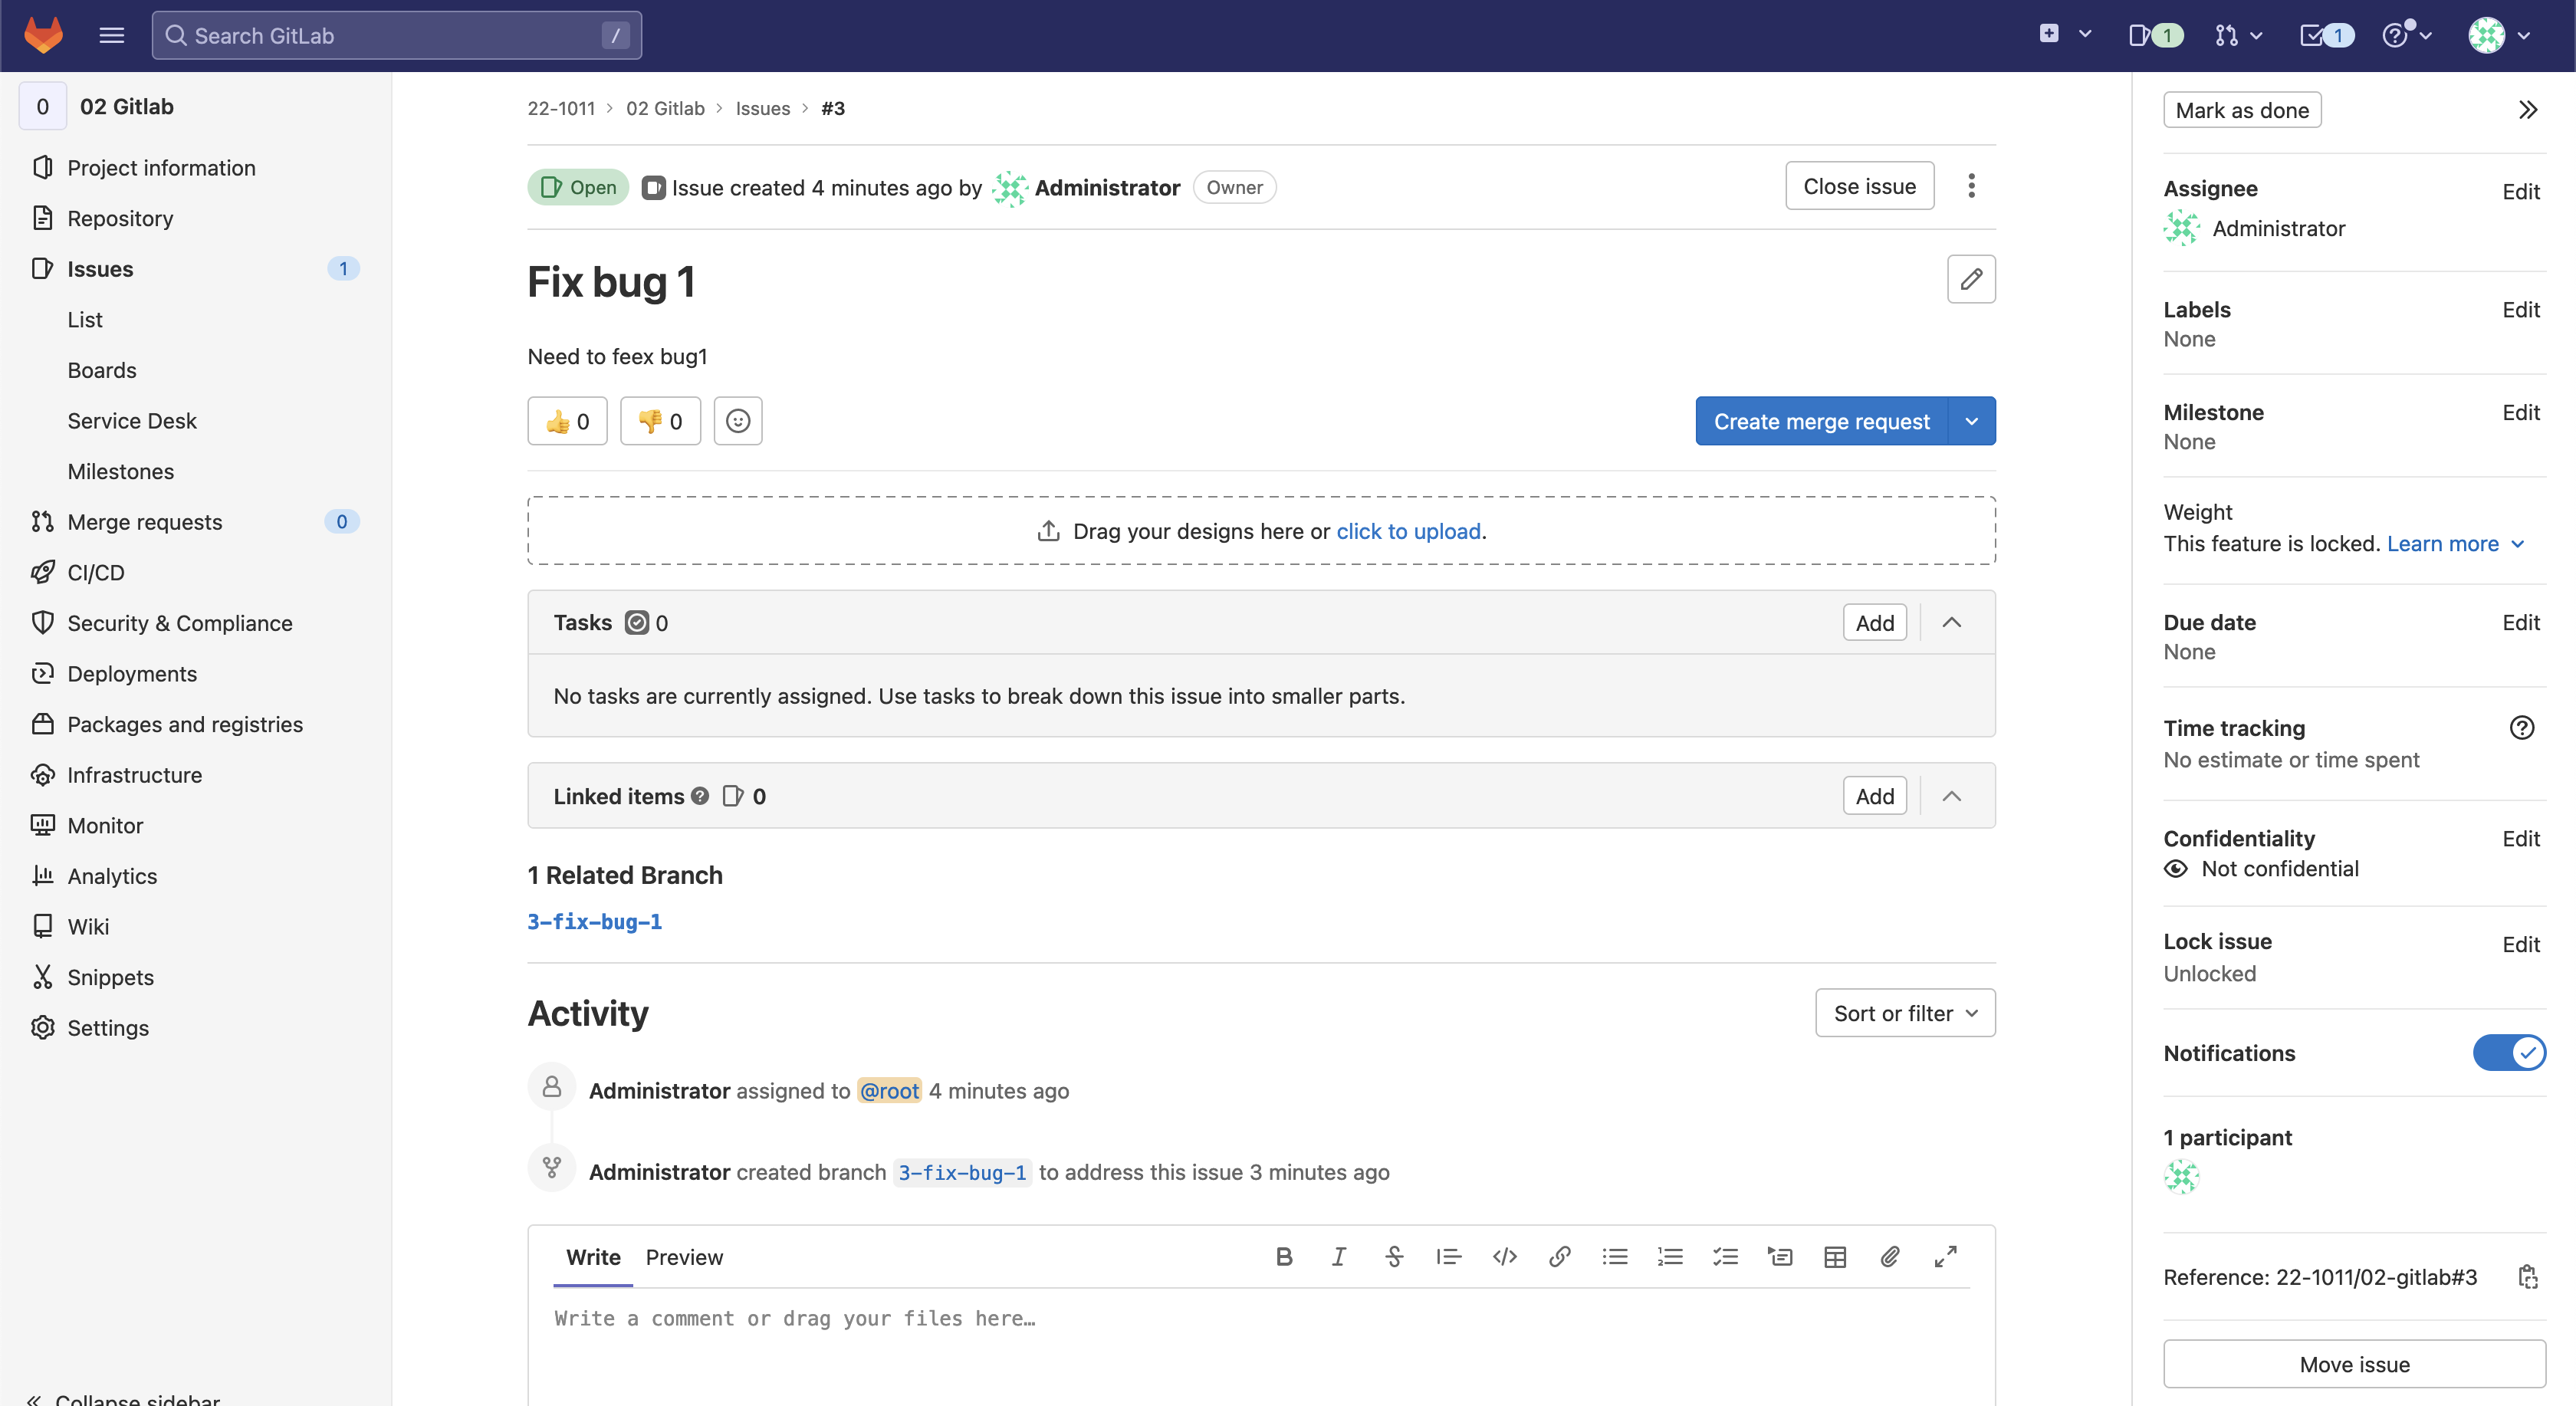 Search GitLab /
1
1
0 02 Gitlab
Project information
Repository
Issues 1
List
Boards
Service Desk
Milestones
Merge requests 0
CI/CD
Security & Compliance
Deployments
Packages and registries
Infrastructure
Monitor
Analytics
Wiki
Snippets
Settings
Collapse sidebar
22-1011 > 02 Gitlab > Issues > #3
Open Issue created 4 minutes ago by Administrator Owner
Close issue
Fix bug 1
Need to feex bug1
👍 0 👎 0
Create merge request
Drag your designs here or click to upload.
Tasks 0 Add
No tasks are currently assigned. Use tasks to break down this issue into smaller parts.
Linked items 0 Add
1 Related Branch
3-fix-bug-1
Activity
Sort or filter
Administrator assigned to @root 4 minutes ago
Administrator created branch 3-fix-bug-1 to address this issue 3 minutes ago
Write Preview
Write a comment or drag your files here…
Mark as done
Assignee Edit
Administrator
Labels Edit
None
Milestone Edit
None
Weight
This feature is locked. Learn more
Due date Edit
None
Time tracking
No estimate or time spent
Confidentiality Edit
Not confidential
Lock issue Edit
Unlocked
Notifications
1 participant
Reference: 22-1011/02-gitlab#3
Move issue